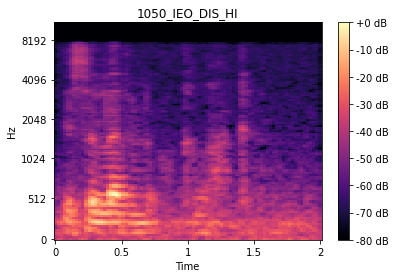 1050_IEO_DIS_HI
+0 dB
8192
-10 dB
4096
-20 dB
-30 dB
2048
Hz
-40 dB
1024
-50 dB
512
-60 dB
-70 dB
0
-80 dB
0 0.5 1 1.5 2
Time